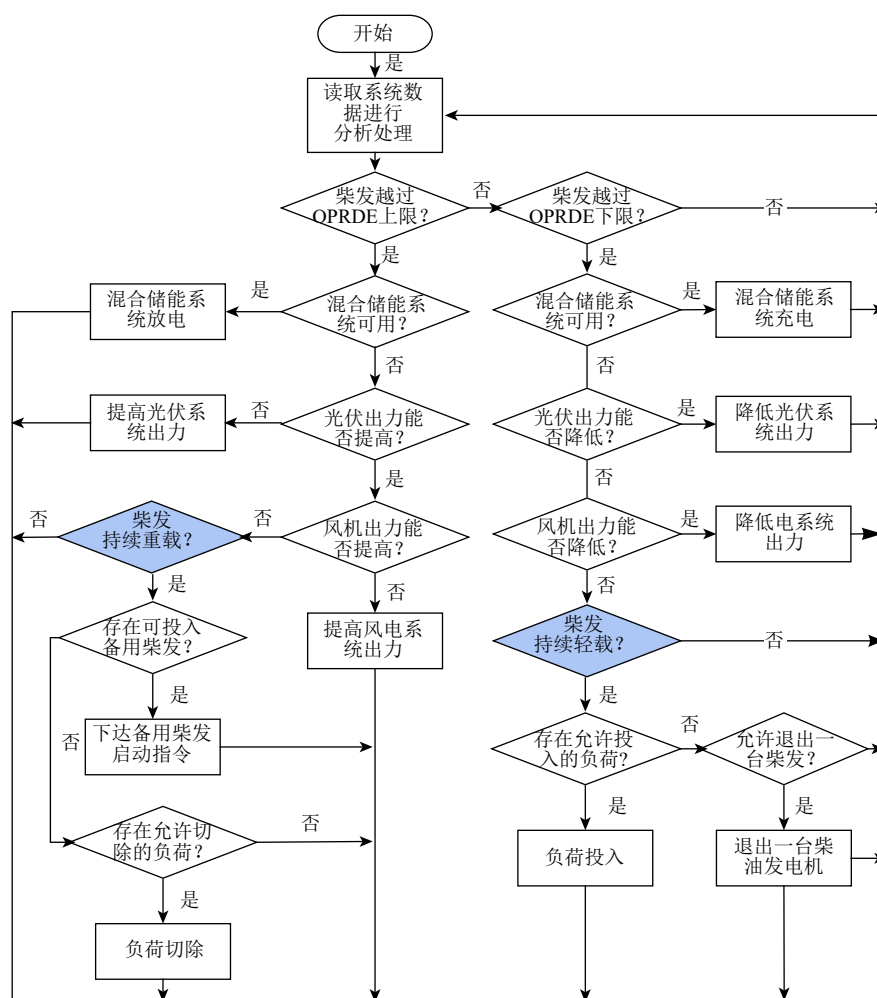 开始
是
读取系统数
据进行
分析处理
柴发越过
QPRDE上限？
否
柴发越过
QPRDE下限？
否
是
是
混合储能系
统放电
是
混合储能系
统可用？
混合储能系
统可用？
是
混合储能系
统充电
否
否
提高光伏系
统出力
否
光伏出力能
否提高？
光伏出力能
否降低？
是
降低光伏系
统出力
是
否
否
柴发
持续重载？
否
风机出力能
否提高？
风机出力能
否降低？
是
降低电系统
出力
是
否
否
存在可投入
备用柴发？
提高风电系
统出力
柴发
持续轻载？
否
是
是
否
下达备用柴发
启动指令
存在允许投
入的负荷?
否
允许退出一
台柴发？
是
是
存在允许切
除的负荷？
否
负荷投入
退出一台柴
油发电机
是
负荷切除